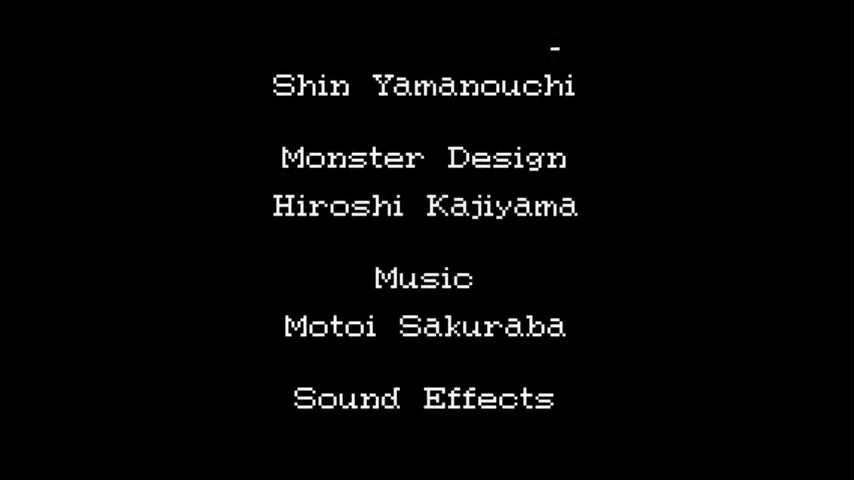 Shin Yamanouchi
Monster Design
Hiroshi Kajiyama
Music
Motoi Sakuraba
Sound Effects